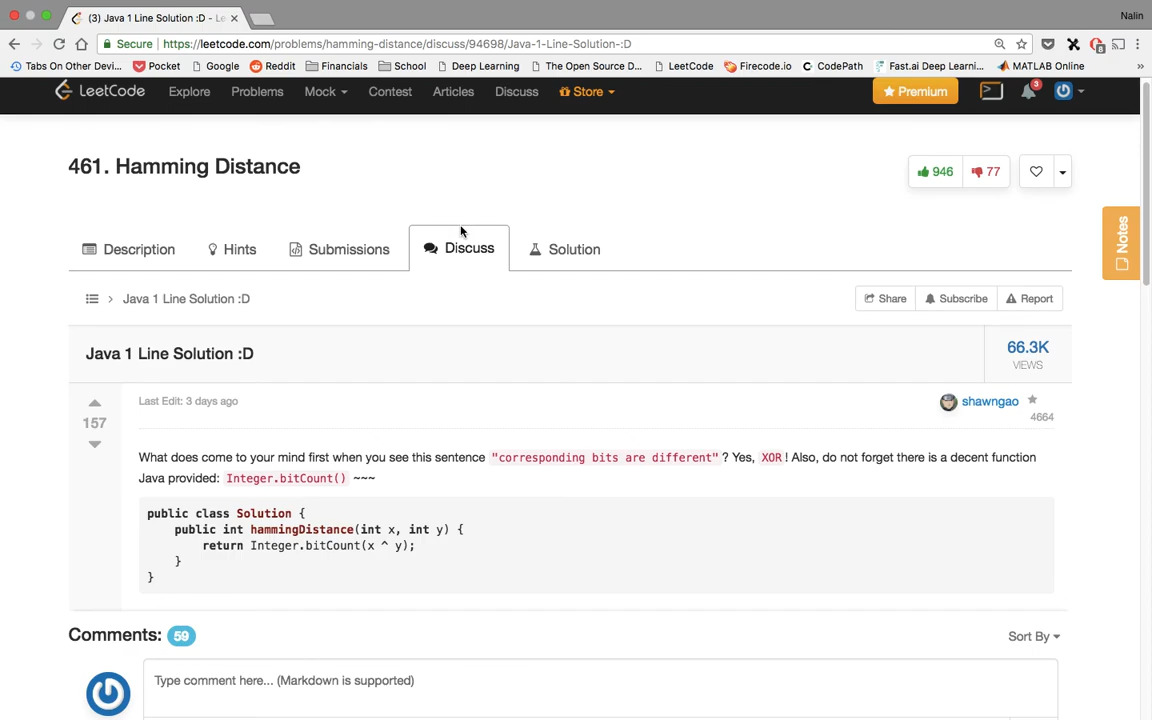 (3) Java 1 Line Solution :D - Le
Nalin
Secure | https://leetcode.com/problems/hamming-distance/discuss/94698/Java-1-Line-Solution-:D
8
Tabs On Other Devi... Pocket Google Reddit Financials School Deep Learning The Open Source D... LeetCode Firecode.io CodePath Fast.ai Deep Learni... MATLAB Online »
LeetCode Explore Problems Mock Contest Articles Discuss Store Premium 3
461. Hamming Distance
946 77
Notes
Description Hints Submissions Discuss Solution
> Java 1 Line Solution :D
Share Subscribe Report
Java 1 Line Solution :D
66.3K
VIEWS
157
Last Edit: 3 days ago
shawngao
4664
What does come to your mind first when you see this sentence "corresponding bits are different"? Yes, XOR! Also, do not forget there is a decent function
Java provided: Integer.bitCount() ~~~
public class Solution {
public int hammingDistance(int x, int y) {
return Integer.bitCount(x ^ y);
}
}
Comments: 59
Sort By
Type comment here... (Markdown is supported)